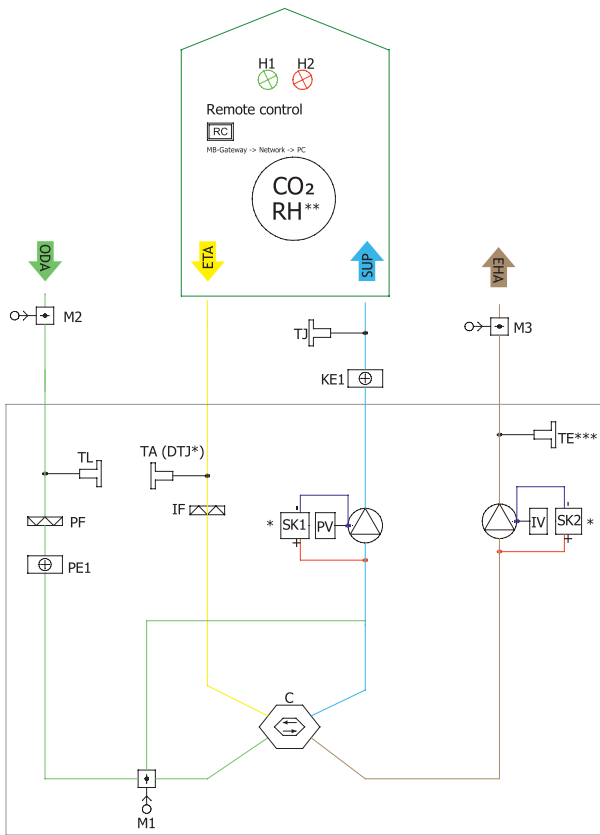 H1 H2
Remote control
RC
MB-Gateway -> Network -> PC
CO2
RH**
ODA
ETA
SUP
EHA
M2
TJ
M3
KE1
TL
TA (DTJ*)
TE***
IF
PF
* SK1 PV
IV SK2 *
- -
+ +
PE1
C
M1